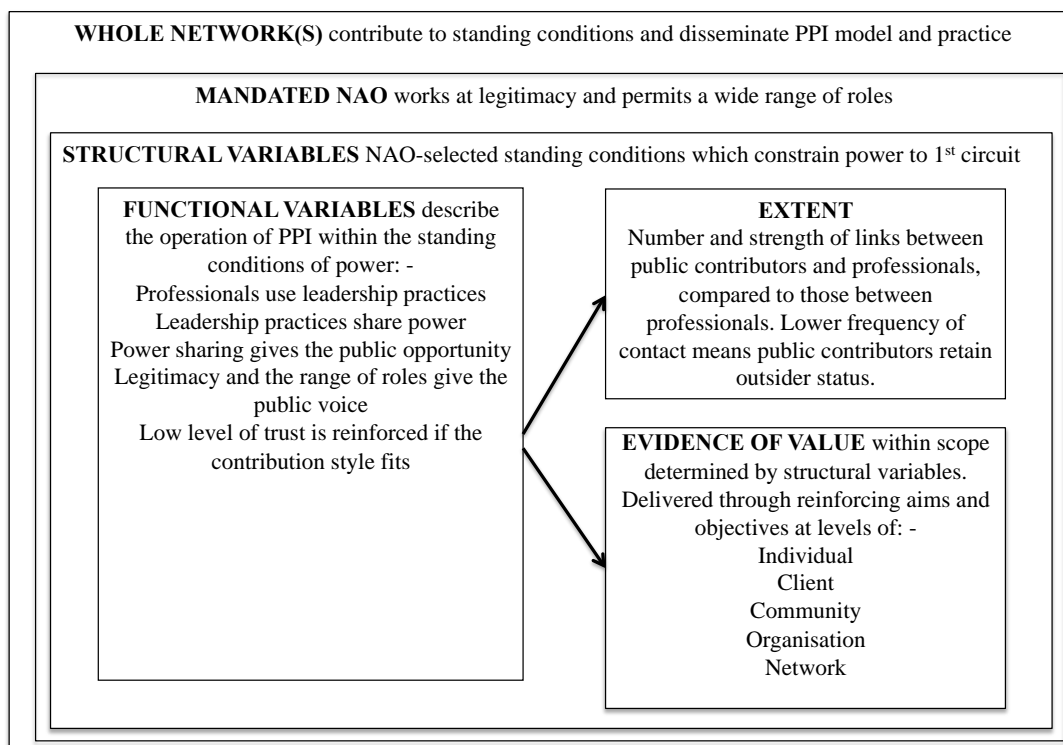 WHOLE NETWORK(S) contribute to standing conditions and disseminate PPI model and practice
MANDATED NAO works at legitimacy and permits a wide range of roles
STRUCTURAL VARIABLES NAO-selected standing conditions which constrain power to 1st circuit
FUNCTIONAL VARIABLES describe
the operation of PPI within the standing
conditions of power: -
Professionals use leadership practices
Leadership practices share power
Power sharing gives the public opportunity
Legitimacy and the range of roles give the
public voice
Low level of trust is reinforced if the
contribution style fits
EXTENT
Number and strength of links between
public contributors and professionals,
compared to those between
professionals. Lower frequency of
contact means public contributors retain
outsider status.
EVIDENCE OF VALUE within scope
determined by structural variables.
Delivered through reinforcing aims and
objectives at levels of: -
Individual
Client
Community
Organisation
Network